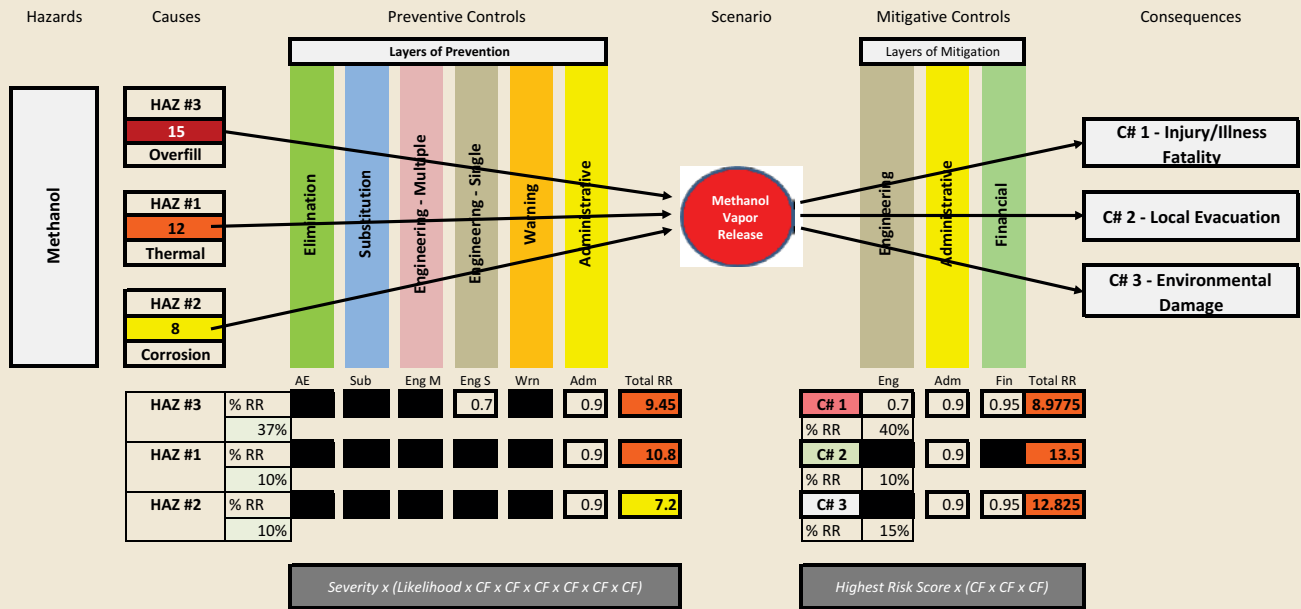 Hazards Causes Preventive Controls Scenario Mitigative Controls Consequences
Layers of Prevention
Layers of Mitigation
Methanol
HAZ #3
15
Overfill
HAZ #1
12
Thermal
HAZ #2
8
Corrosion
Elimination
Substitution
Engineering - Multiple
Engineering - Single
Warning
Administrative
Methanol
Vapor
Release
Engineering
Administrative
Financial
C# 1 - Injury/Illness
Fatality
C# 2 - Local Evacuation
C# 3 - Environmental
Damage
AE Sub Eng M Eng S Wrn Adm Total RR
HAZ #3 % RR 0.7 0.9 9.45
37%
HAZ #1 % RR 0.9 10.8
10%
HAZ #2 % RR 0.9 7.2
10%
Eng Adm Fin Total RR
C# 1 0.7 0.9 0.95 8.9775
% RR 40%
C# 2 0.9 13.5
% RR 10%
C# 3 0.9 0.95 12.825
% RR 15%
Severity x (Likelihood x CF x CF x CF x CF x CF x CF)
Highest Risk Score x (CF x CF x CF)